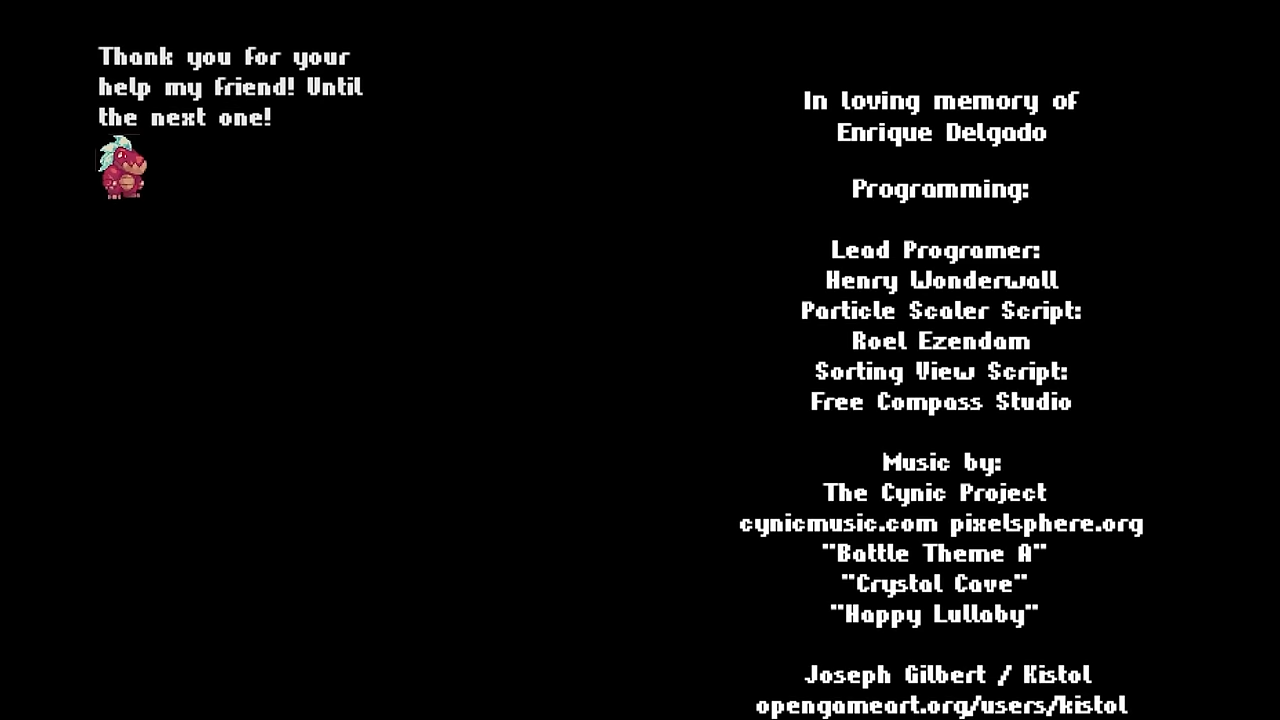 Thank you for your
help my friend! Until
the next one!
In loving memory of
Enrique Delgado
Programming:
Lead Programer:
Henry Wonderwall
Particle Scaler Script:
Roel Ezendam
Sorting View Script:
Free Compass Studio
Music by:
The Cynic Project
cynicmusic.com pixelsphere.org
"Battle Theme A"
"Crystal Cave"
"Happy Lullaby"
Joseph Gilbert / Kistol
opengameart.org/users/kistol